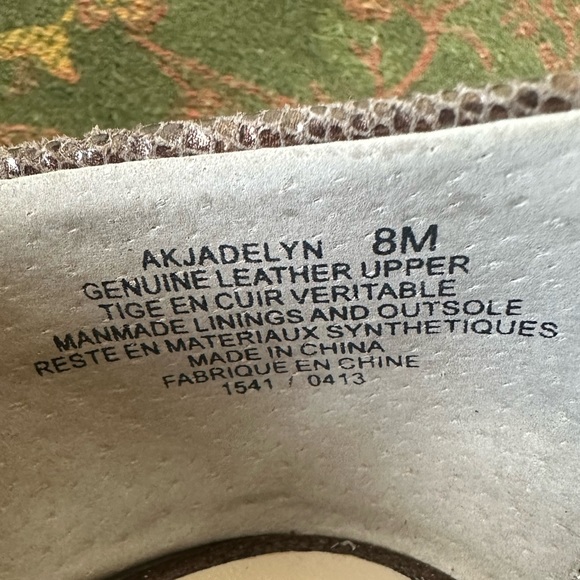 AKJADELYN 8M
GENUINE LEATHER UPPER
TIGE EN CUIR VERITABLE
MANMADE LININGS AND OUTSOLE
RESTE EN MATERIAUX SYNTHETIQUES
MADE IN CHINA
FABRIQUE EN CHINE
1541 / 0413